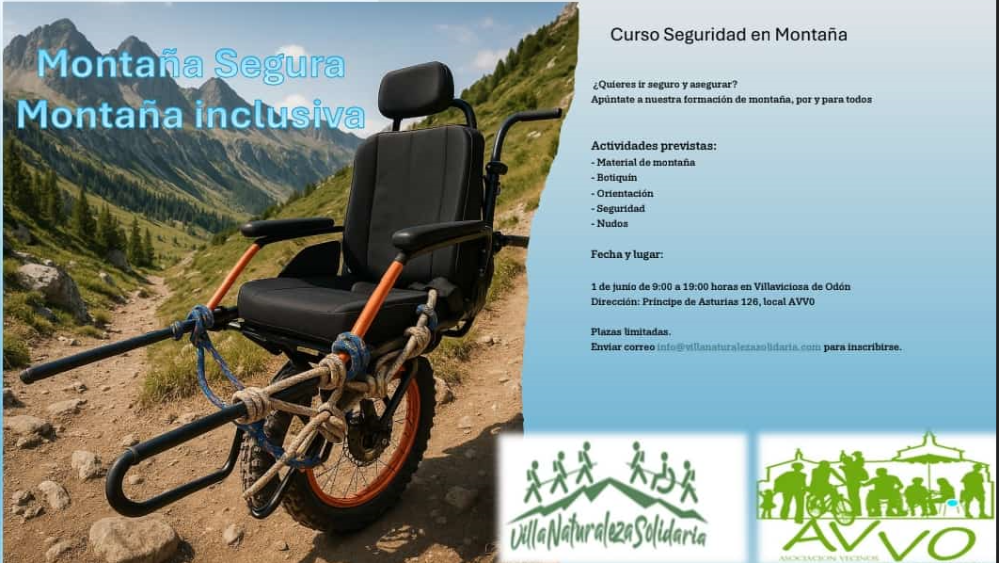 Montaña Segura
Montaña inclusiva
Curso Seguridad en Montaña
¿Quieres ir seguro y asegurar?
Apúntate a nuestra formación de montaña, por y para todos
Actividades previstas:
- Material de montaña
- Botiquín
- Orientación
- Seguridad
- Nudos
Fecha y lugar:
1 de junio de 9:00 a 19:00 horas en Villaviciosa de Odón
Dirección: Príncipe de Asturias 126, local AVV0
Plazas limitadas.
Enviar correo info@villanaturalezasolidaria.com para inscribirse.
VillaNaturalezaSolidaria
AVVO
ASOCIACION VECINOS